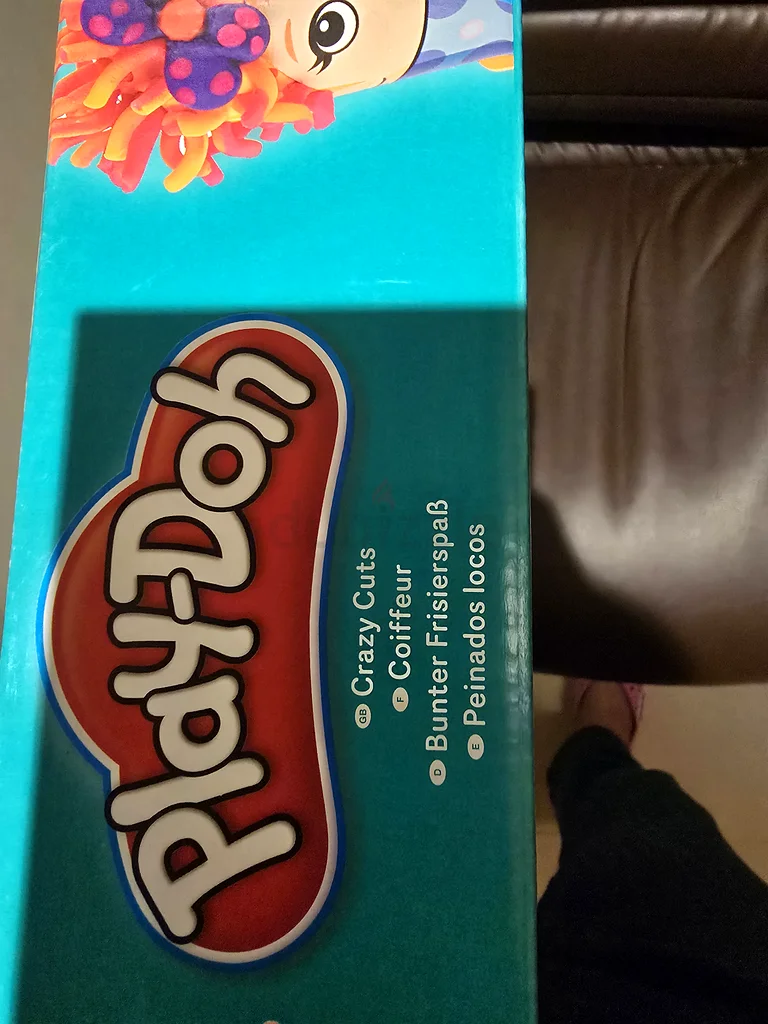 Play-Doh
GB Crazy Cuts
F Coiffeur
D Bunter Frisierspaß
E Peinados locos